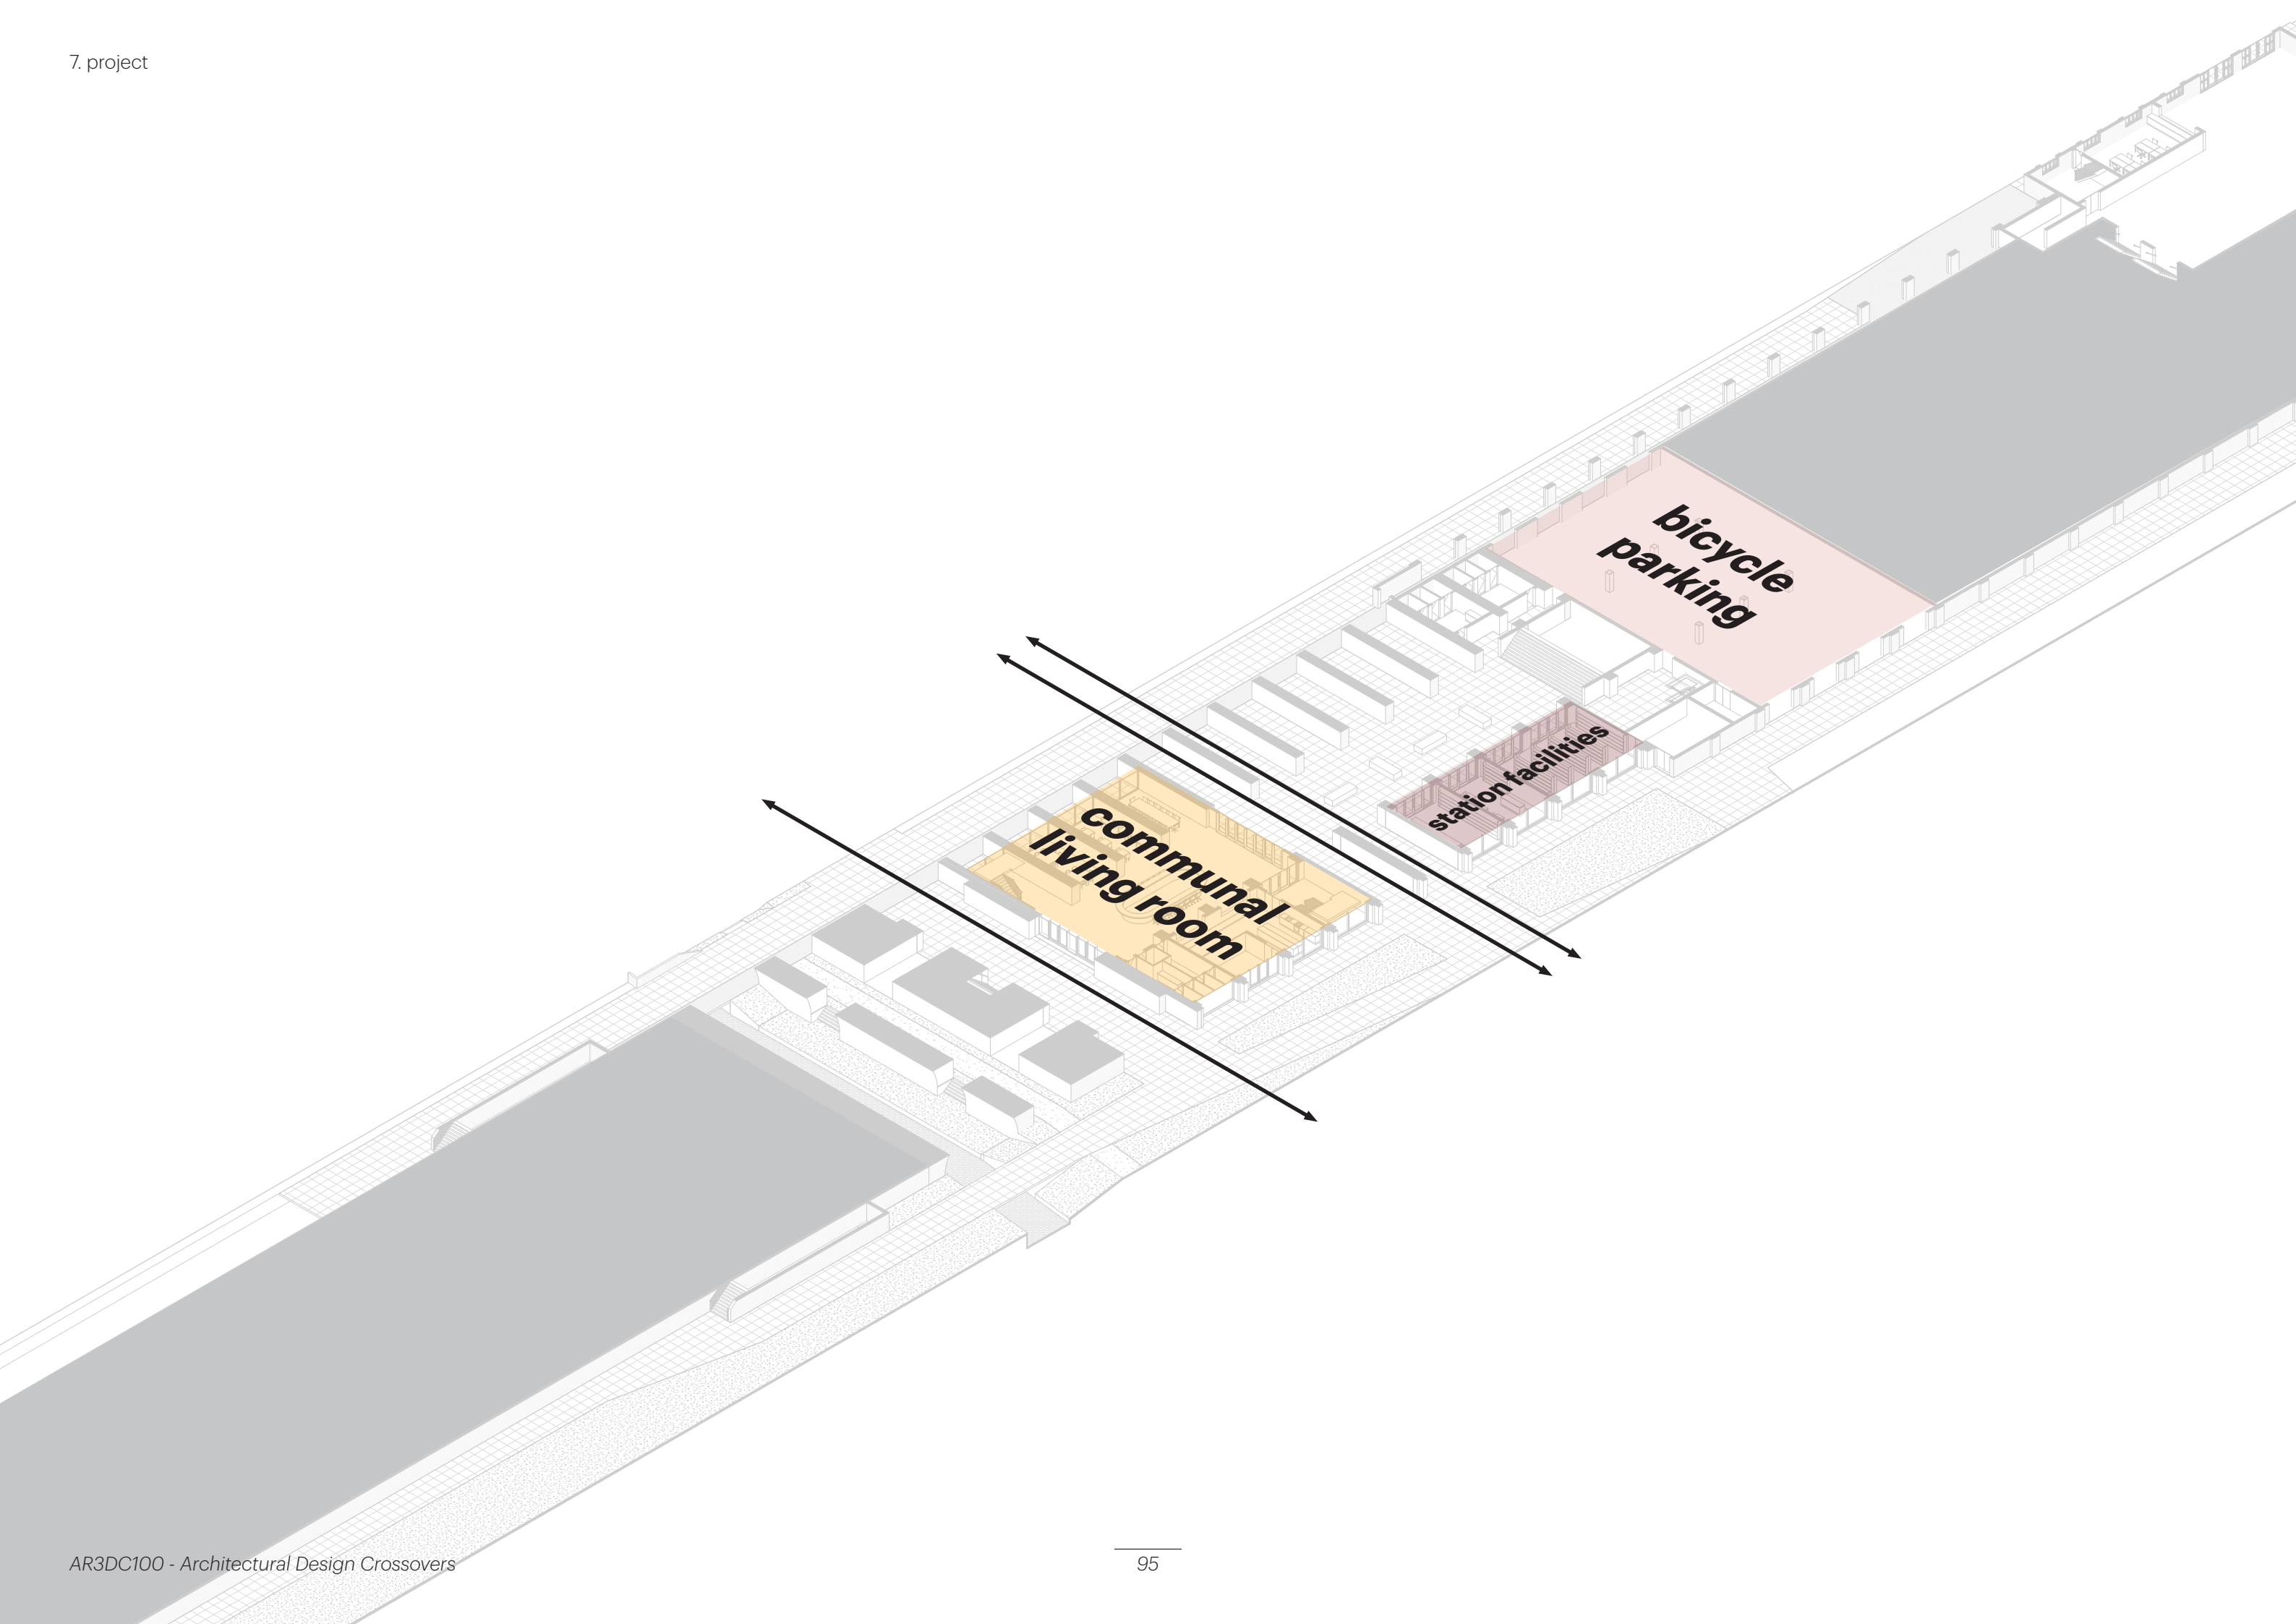 7. project
bicycle
parking
station facilities
communal
living room
AR3DC100 - Architectural Design Crossovers
95